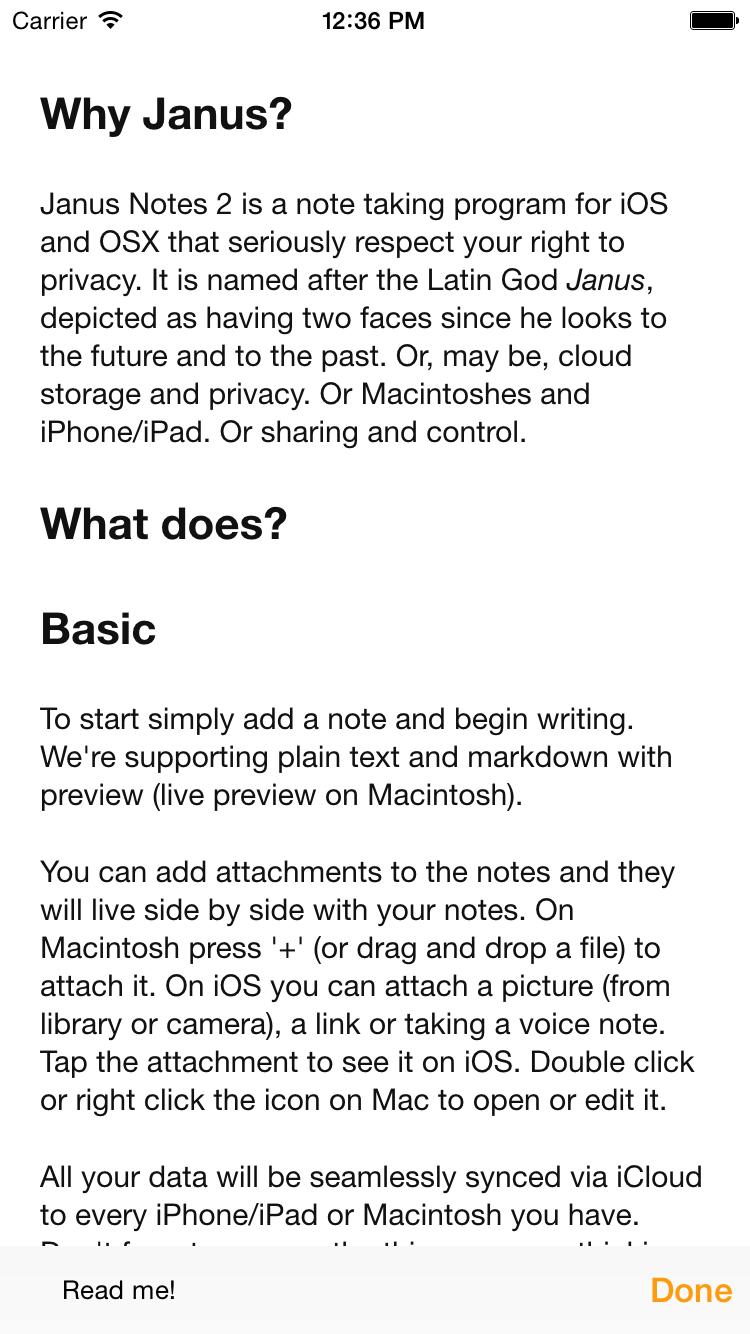 Carrier 12:36 PM
Why Janus?
Janus Notes 2 is a note taking program for iOS
and OSX that seriously respect your right to
privacy. It is named after the Latin God Janus,
depicted as having two faces since he looks to
the future and to the past. Or, may be, cloud
storage and privacy. Or Macintoshes and
iPhone/iPad. Or sharing and control.
What does?
Basic
To start simply add a note and begin writing.
We're supporting plain text and markdown with
preview (live preview on Macintosh).
You can add attachments to the notes and they
will live side by side with your notes. On
Macintosh press '+' (or drag and drop a file) to
attach it. On iOS you can attach a picture (from
library or camera), a link or taking a voice note.
Tap the attachment to see it on iOS. Double click
or right click the icon on Mac to open or edit it.
All your data will be seamlessly synced via iCloud
to every iPhone/iPad or Macintosh you have.
Read me! Done